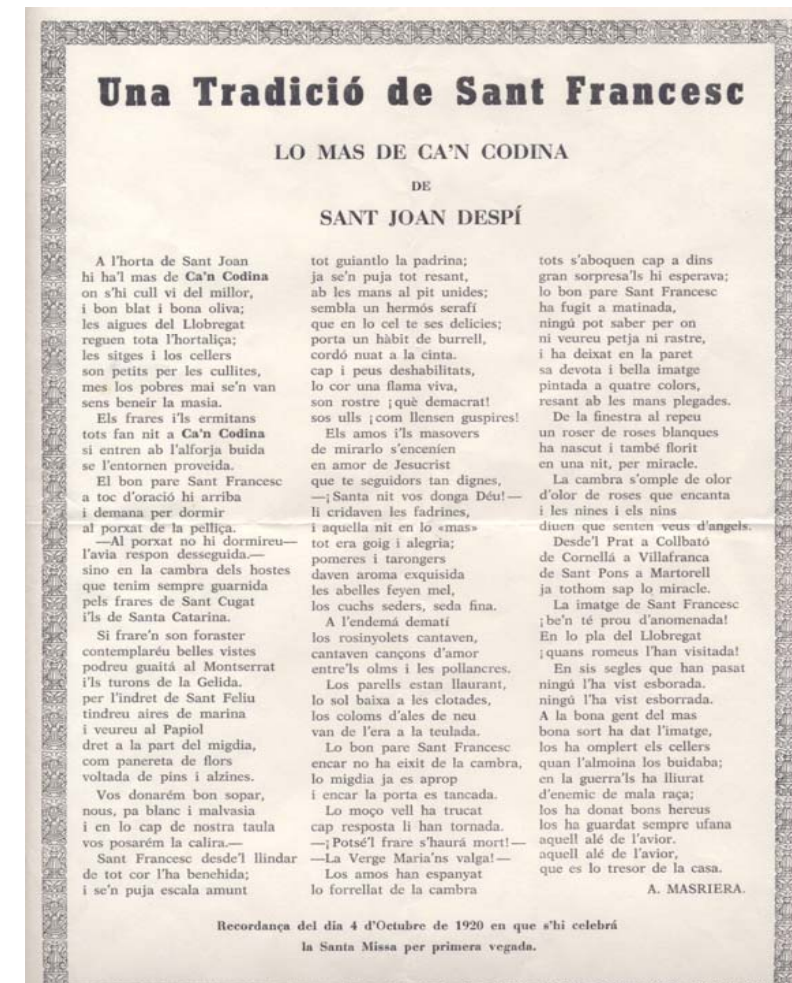 Una Tradició de Sant Francesc
LO MAS DE CA'N CODINA
DE
SANT JOAN DESPÍ
A l'horta de Sant Joan
hi ha'l mas de Ca'n Codina
on s'hi cull vi del millor,
i bon blat i bona oliva;
les aigues del Llobregat
reguen tota l'hortaliça;
les sitges i los cellers
son petits per les cullites,
mes los pobres mai se'n van
sens beneir la masia.
Els frares i'ls ermitans
tots fan nit a Ca'n Codina
si entren ab l'alforja buida
se l'entornen proveida.
El bon pare Sant Francesc
a toc d'oració hi arriba
i demana per dormir
al porxat de la pelliça.
—Al porxat no hi dormireu—
l'avia respon desseguida.—
sino en la cambra dels hostes
que tenim sempre guarnida
pels frares de Sant Cugat
i'ls de Santa Catarina.
Si frare'n son foraster
contemplaréu belles vistes
podreu guaitá al Montserrat
i'ls turons de la Gelida.
per l'indret de Sant Feliu
tindreu aires de marina
i veureu al Papiol
dret a la part del migdia,
com panereta de flors
voltada de pins i alzines.
Vos donarém bon sopar,
nous, pa blanc i malvasia
i en lo cap de nostra taula
vos posarém la calira.—
Sant Francesc desde'l llindar
de tot cor l'ha benehida;
i se'n puja escala amunt
tot guiantlo la padrina;
ja se'n puja tot resant,
ab les mans al pit unides;
sembla un hermós serafí
que en lo cel te ses delicies;
porta un hàbit de burrell,
cordó nuat a la cinta.
cap i peus deshabilitats,
lo cor una flama viva,
son rostre ¡què demacrat!
sos ulls ¡com llensen guspires!
Els amos i'ls masovers
de mirarlo s'enceníen
en amor de Jesucrist
que te seguidors tan dignes,
—¡Santa nit vos donga Déu!—
li cridaven les fadrines,
i aquella nit en lo «mas»
tot era goig i alegria;
pomeres i tarongers
daven aroma exquisida
les abelles feyen mel,
los cuchs seders, seda fina.
A l'endemá dematí
los rosinyolets cantaven,
cantaven cançons d'amor
entre'ls olms i les pollancres.
Los parells estan llaurant,
lo sol baixa a les clotades,
los coloms d'ales de neu
van de l'era a la teulada.
Lo bon pare Sant Francesc
encar no ha eixit de la cambra,
lo migdia ja es aprop
i encar la porta es tancada.
Lo moço vell ha trucat
cap resposta li han tornada.
—¡Potsé'l frare s'haurá mort!—
—La Verge Maria'ns valga!—
Los amos han espanyat
lo forrellat de la cambra
tots s'aboquen cap a dins
gran sorpresa'ls hi esperava;
lo bon pare Sant Francesc
ha fugit a matinada,
ningú pot saber per on
ni veureu petja ni rastre,
i ha deixat en la paret
sa devota i bella imatge
pintada a quatre colors,
resant ab les mans plegades.
De la finestra al repeu
un roser de roses blanques
ha nascut i també florit
en una nit, per miracle.
La cambra s'omple de olor
d'olor de roses que encanta
i les nines i els nins
diuen que senten veus d'angels.
Desde'l Prat a Collbató
de Cornellá a Villafranca
de Sant Pons a Martorell
ja tothom sap lo miracle.
La imatge de Sant Francesc
¡be'n té prou d'anomenada!
En lo pla del Llobregat
¡quans romeus l'han visitada!
En sis segles que han pasat
ningú l'ha vist esborada.
ningú l'ha vist esborrada.
A la bona gent del mas
bona sort ha dat l'imatge,
los ha omplert els cellers
quan l'almoina los buidaba;
en la guerra'ls ha lliurat
d'enemic de mala raça;
los ha donat bons hereus
los ha guardat sempre ufana
aquell alé de l'avior.
aquell alé de l'avior,
que es lo tresor de la casa.
A. MASRIERA.
Recordança del dia 4 d'Octubre de 1920 en que s'hi celebrá
la Santa Missa per primera vegada.